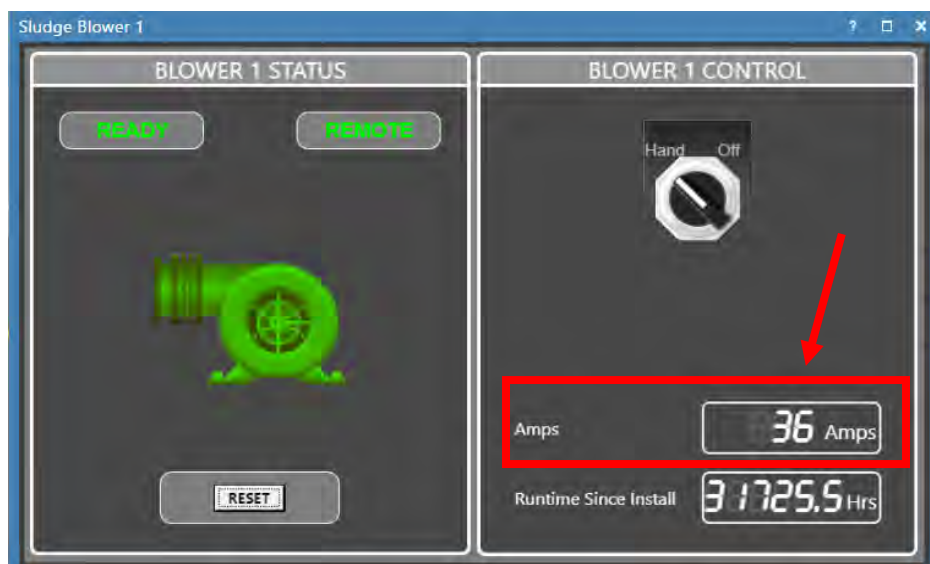 Sludge Blower 1
BLOWER 1 STATUS
READY
REMOTE
RESET
BLOWER 1 CONTROL
Hand Off
Amps 36 Amps
Runtime Since Install 31725.5 Hrs